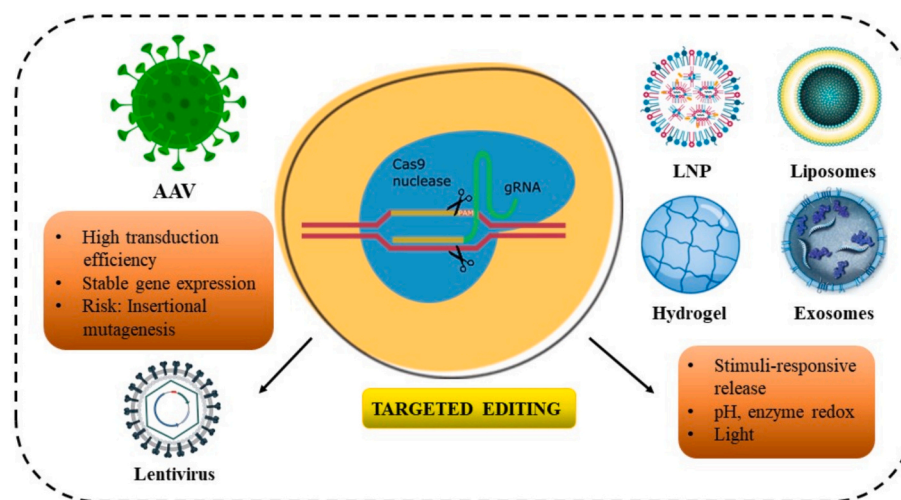 AAV
• High transduction
efficiency
• Stable gene expression
• Risk: Insertional
mutagenesis
Lentivirus
Cas9
nuclease
gRNA
PAM
TARGETED EDITING
LNP
Liposomes
Hydrogel
Exosomes
• Stimuli-responsive
release
• pH, enzyme redox
• Light